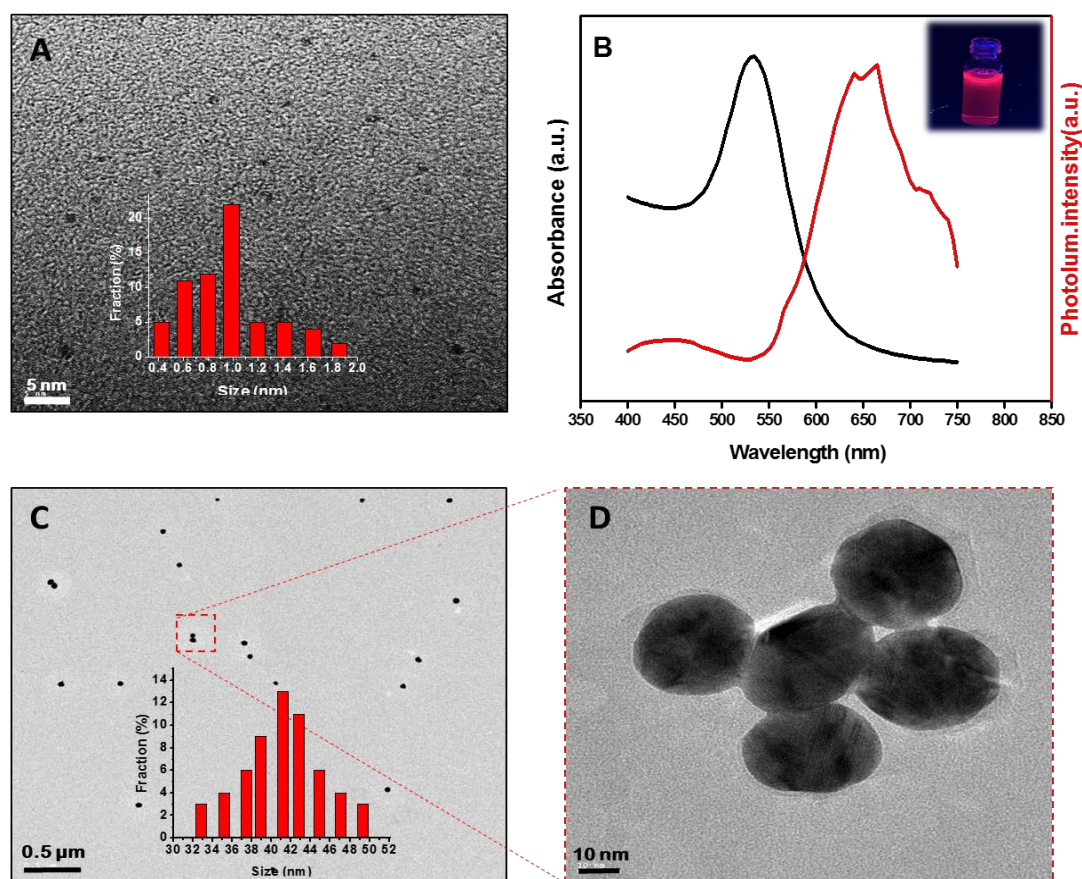 A
20
15
10
5
0
Fraction (%)
0.4 0.6 0.8 1.0 1.2 1.4 1.6 1.8 2.0
Size (nm)
5 nm
B
Absorbance (a.u.)
Photolum.intensity(a.u.)
350 400 450 500 550 600 650 700 750 800 850
Wavelength (nm)
C
14
12
10
8
6
4
2
0
Fraction (%)
30 32 34 36 38 40 42 44 46 48 50 52
Size (nm)
0.5 µm
D
10 nm